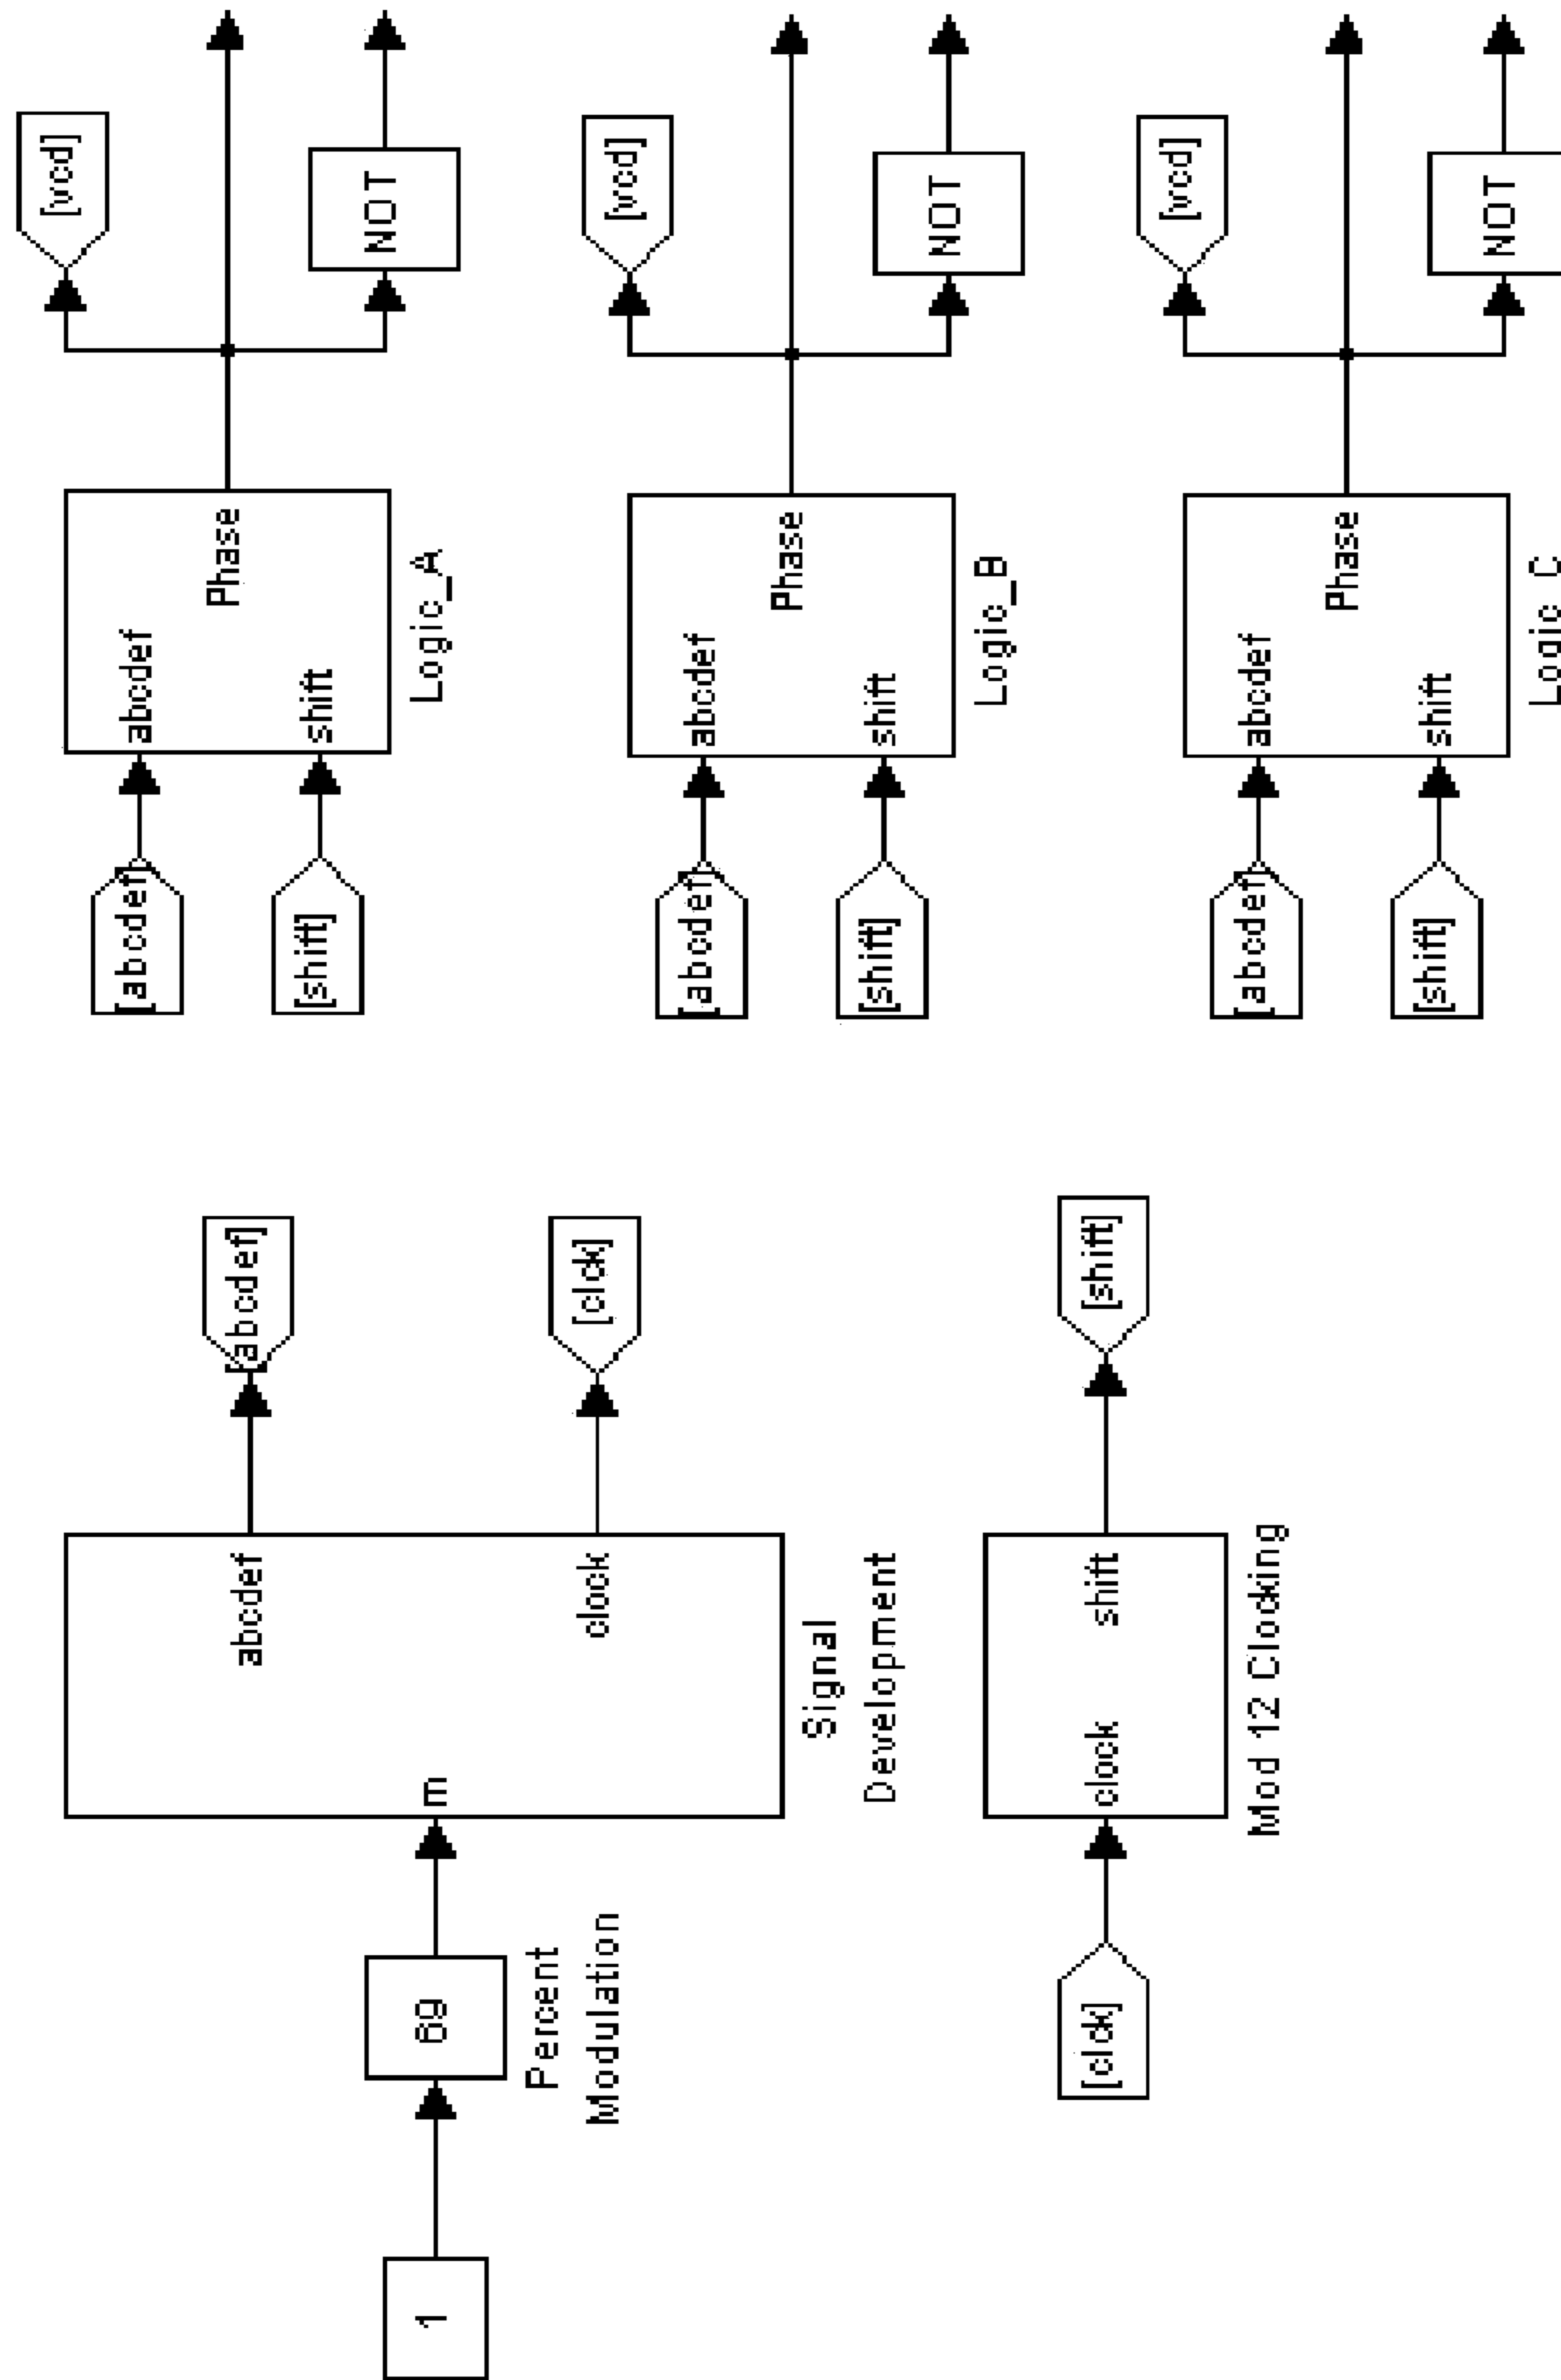 1
69
Percent
Modulation
m
abcdef
clock
Signal
Development
[abcdef]
[clck]
[clck]
clock
shift
Mod 12 Clocking
[shift]
[abcdef]
[shift]
abcdef
shift
Phase
Logic_A
[vcd]
NOT
[abcdef]
[shift]
abcdef
shift
Phase
Logic_B
[vcd]
NOT
[abcdef]
[shift]
abcdef
shift
Phase
Logic C
[vcd]
NOT